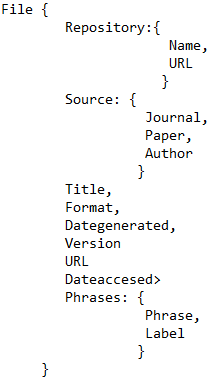 File {
Repository:{
Name,
URL
}
Source: {
Journal,
Paper,
Author
}
Title,
Format,
Dategenerated,
Version
URL
Dateaccesed>
Phrases: {
Phrase,
Label
}
}